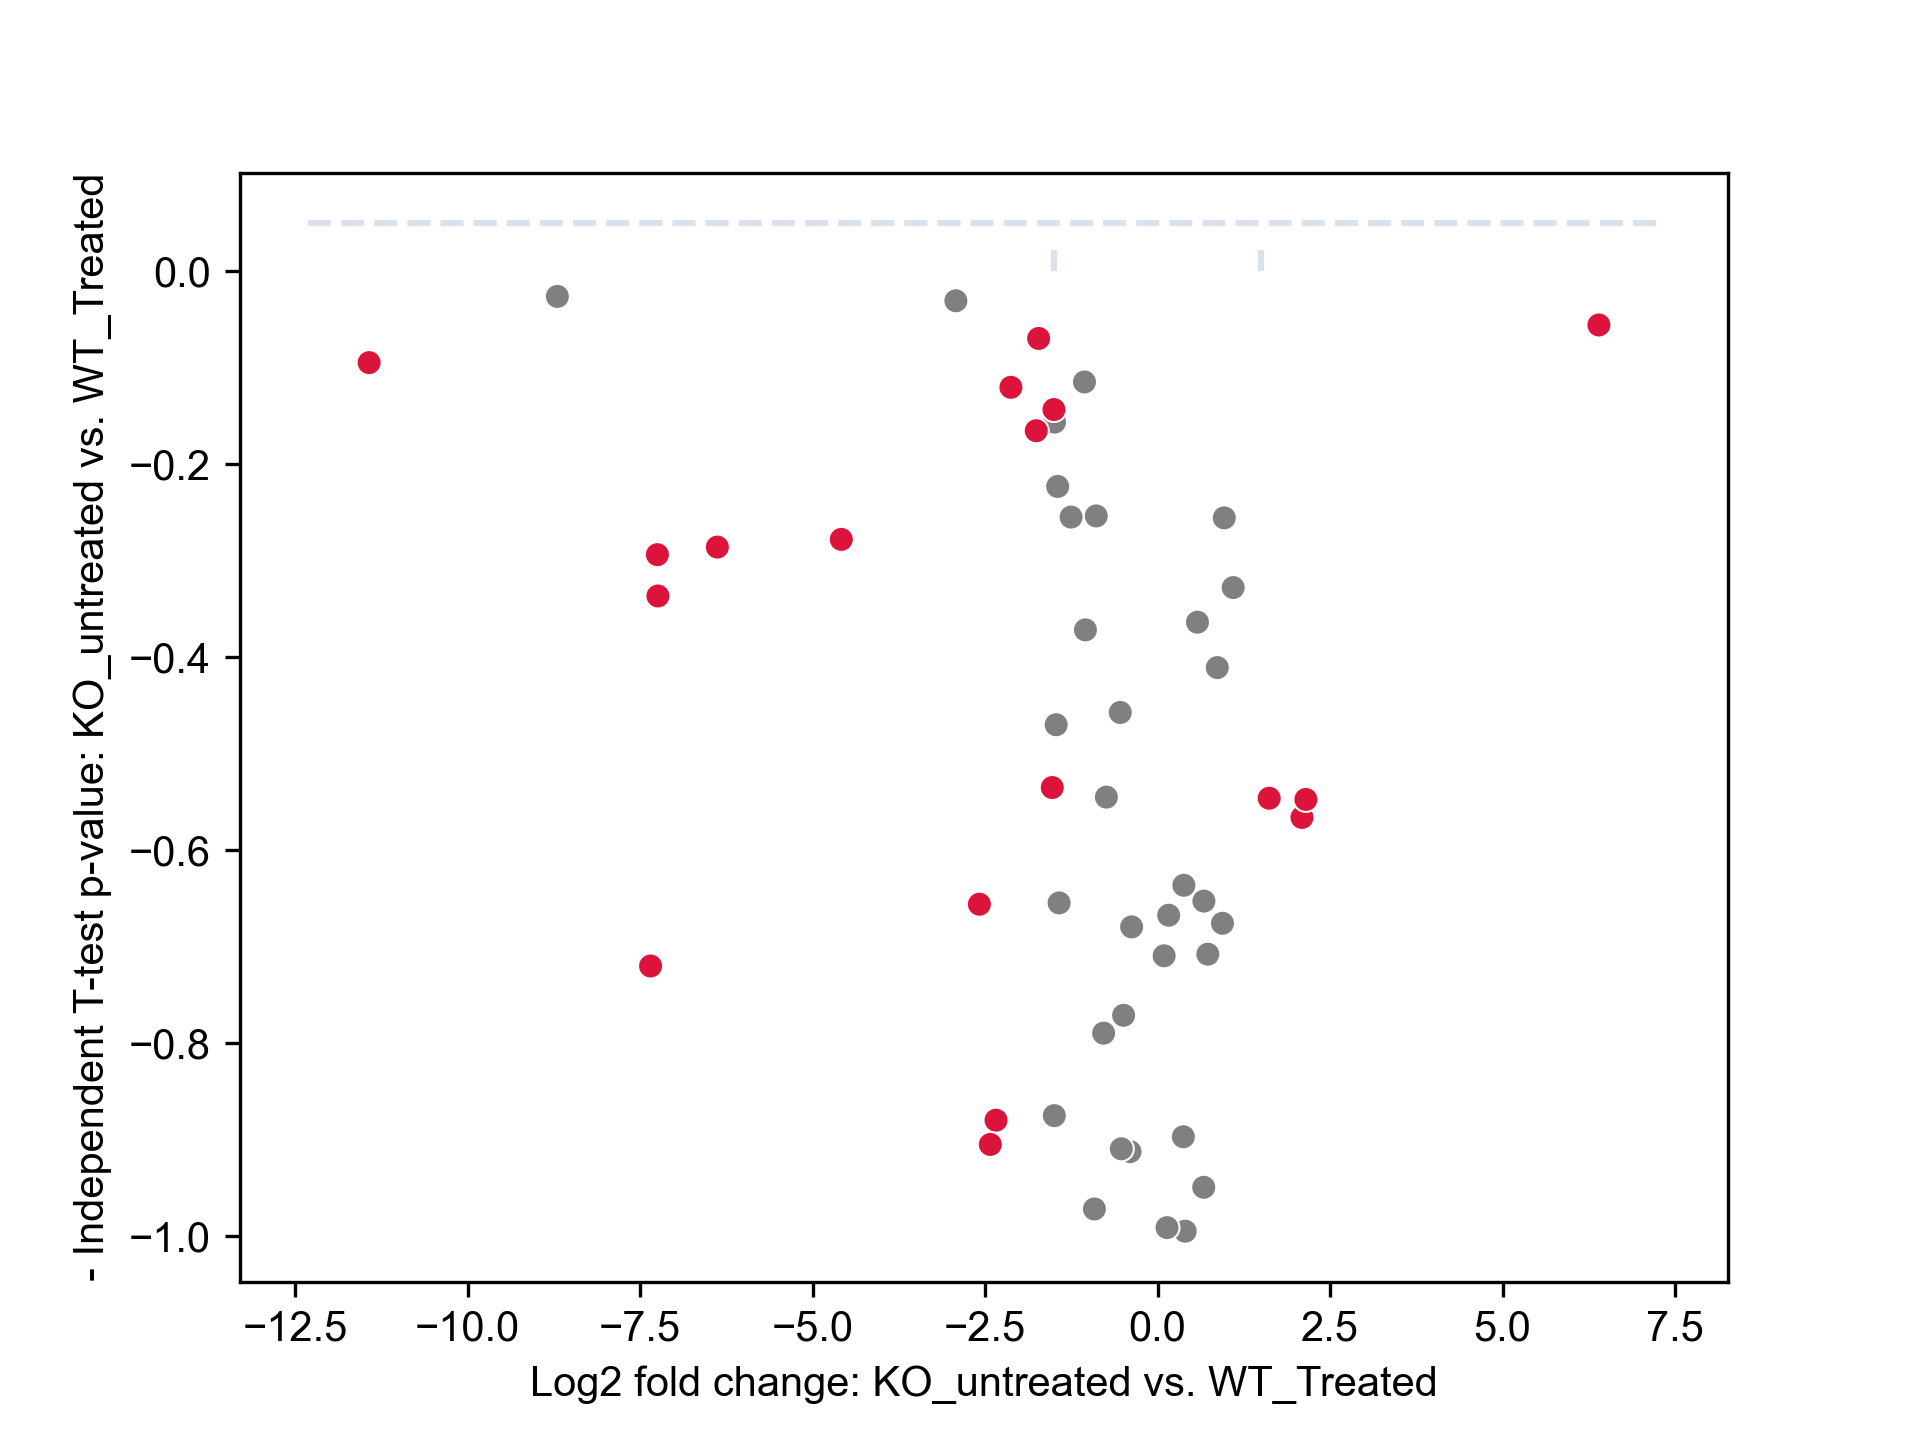 - Independent T-test p-value: KO_untreated vs. WT_Treated
0.0
−0.2
−0.4
−0.6
−0.8
−1.0
−12.5 −10.0 −7.5 −5.0 −2.5 0.0 2.5 5.0 7.5
Log2 fold change: KO_untreated vs. WT_Treated